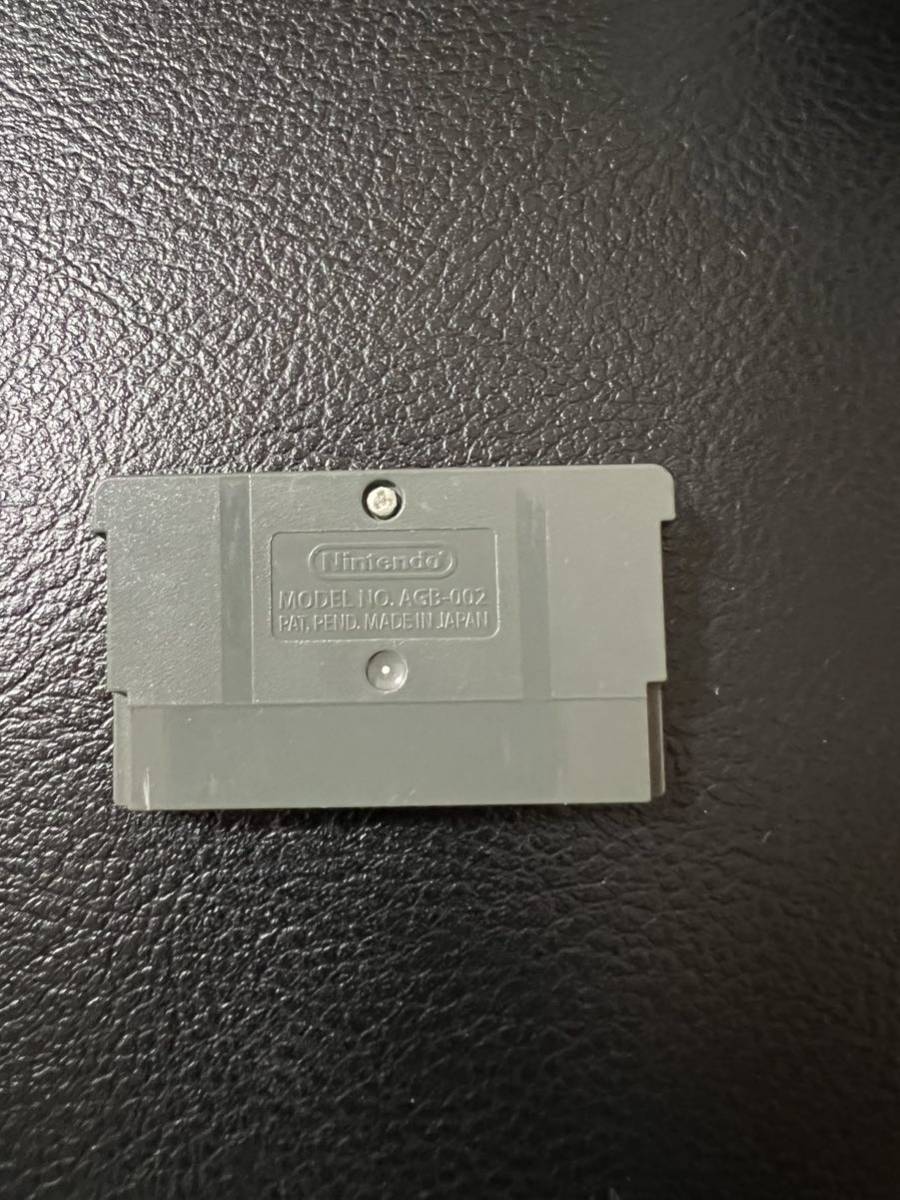 Nintendo
MODEL NO. AGB-002
PAT. PEND. MADE IN JAPAN